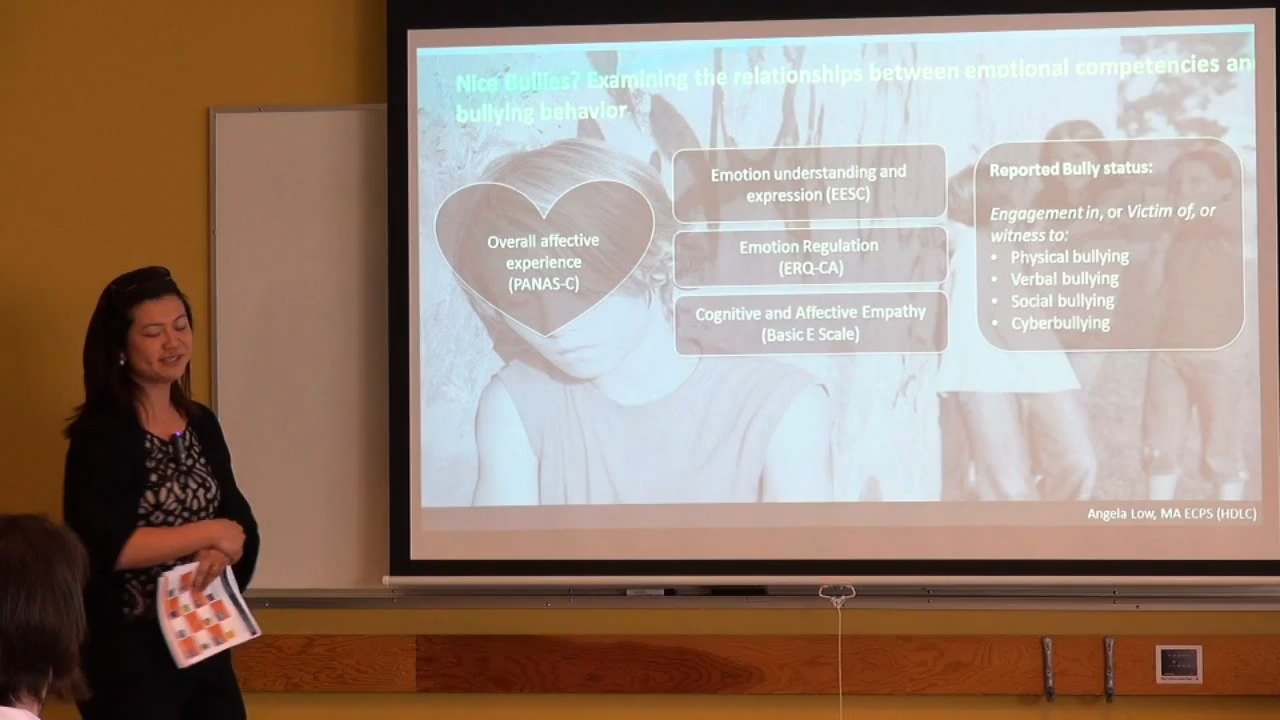 Nice Bullies? Examining the relationships between emotional competencies an
bullying behavior
Overall affective
experience
(PANAS-C)
Emotion understanding and
expression (EESC)
Emotion Regulation
(ERQ-CA)
Cognitive and Affective Empathy
(Basic E Scale)
Reported Bully status:
Engagement in, or Victim of, or
witness to:
• Physical bullying
• Verbal bullying
• Social bullying
• Cyberbullying
Angela Low, MA ECPS (HDLC)